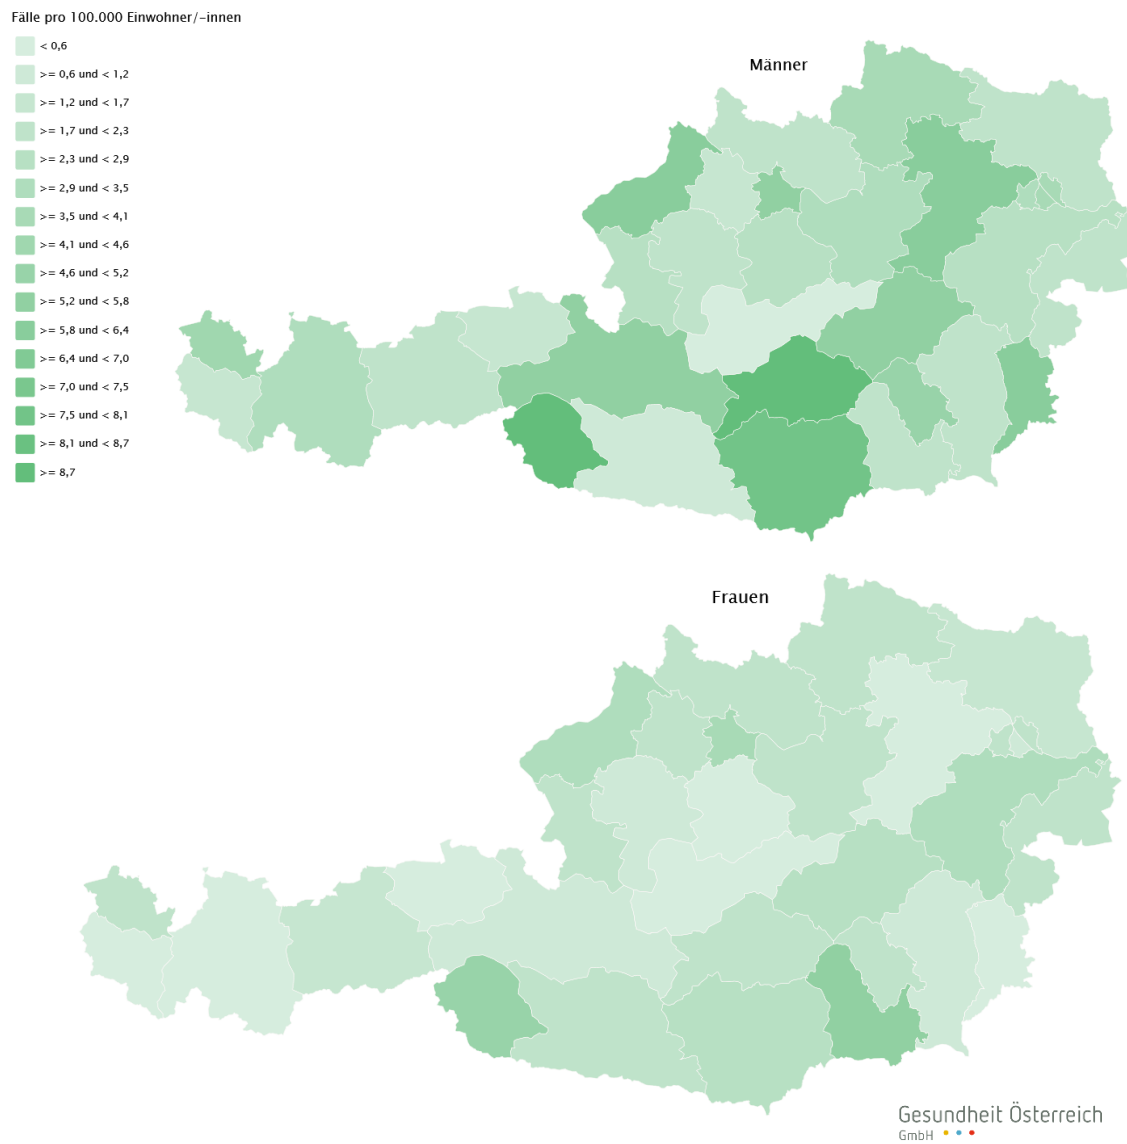 Fälle pro 100.000 Einwohner/-innen
< 0,6
>= 0,6 und < 1,2
>= 1,2 und < 1,7
>= 1,7 und < 2,3
>= 2,3 und < 2,9
>= 2,9 und < 3,5
>= 3,5 und < 4,1
>= 4,1 und < 4,6
>= 4,6 und < 5,2
>= 5,2 und < 5,8
>= 5,8 und < 6,4
>= 6,4 und < 7,0
>= 7,0 und < 7,5
>= 7,5 und < 8,1
>= 8,1 und < 8,7
>= 8,7
Männer
Frauen
Gesundheit Österreich
GmbH